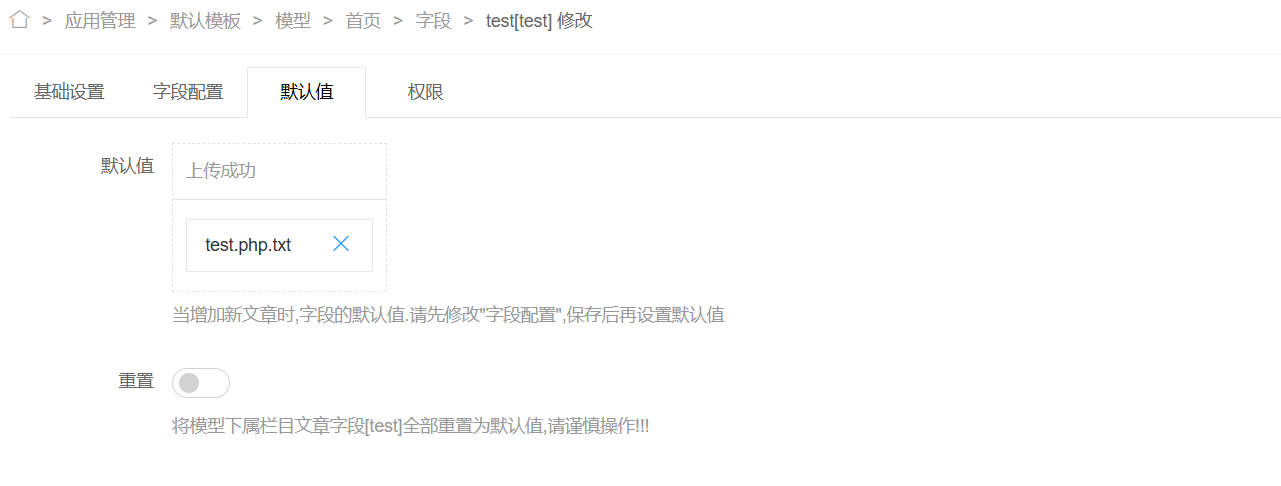 > 应用管理 > 默认模板 > 模型 > 首页 > 字段 > test[test] 修改
基础设置 字段配置 默认值 权限
默认值 上传成功
test.php.txt
当增加新文章时,字段的默认值.请先修改"字段配置",保存后再设置默认值
重置
将模型下属栏目文章字段[test]全部重置为默认值,请谨慎操作!!!